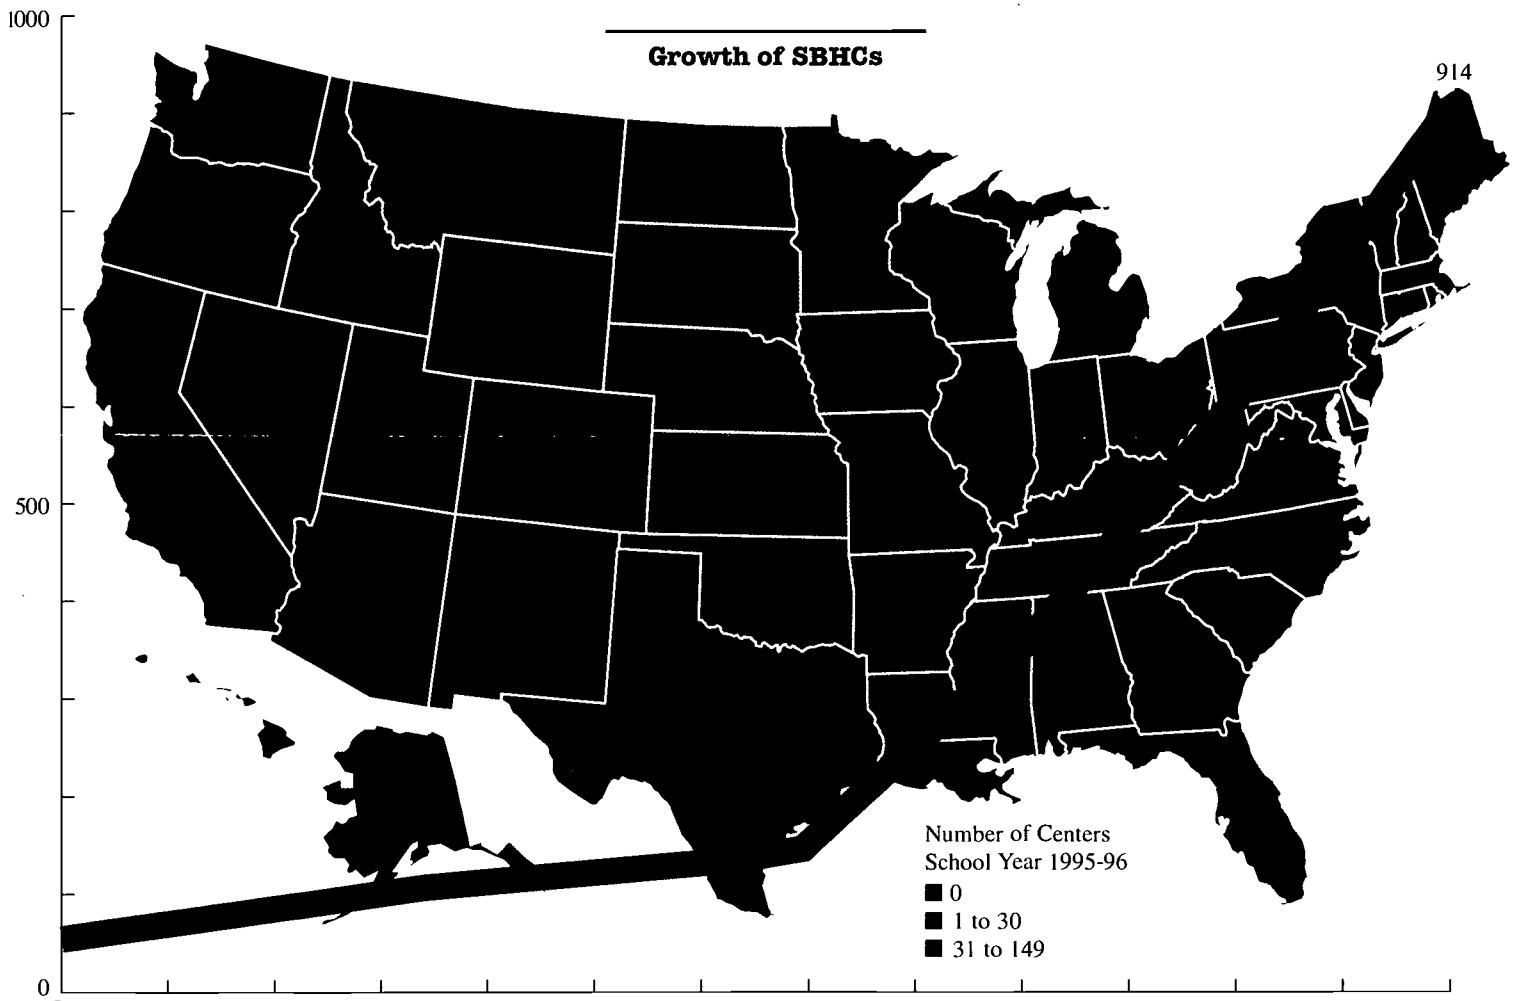 1000
Growth of SBHCs
914
500
Number of Centers
School Year 1995-96
0
1 to 30
31 to 149
0